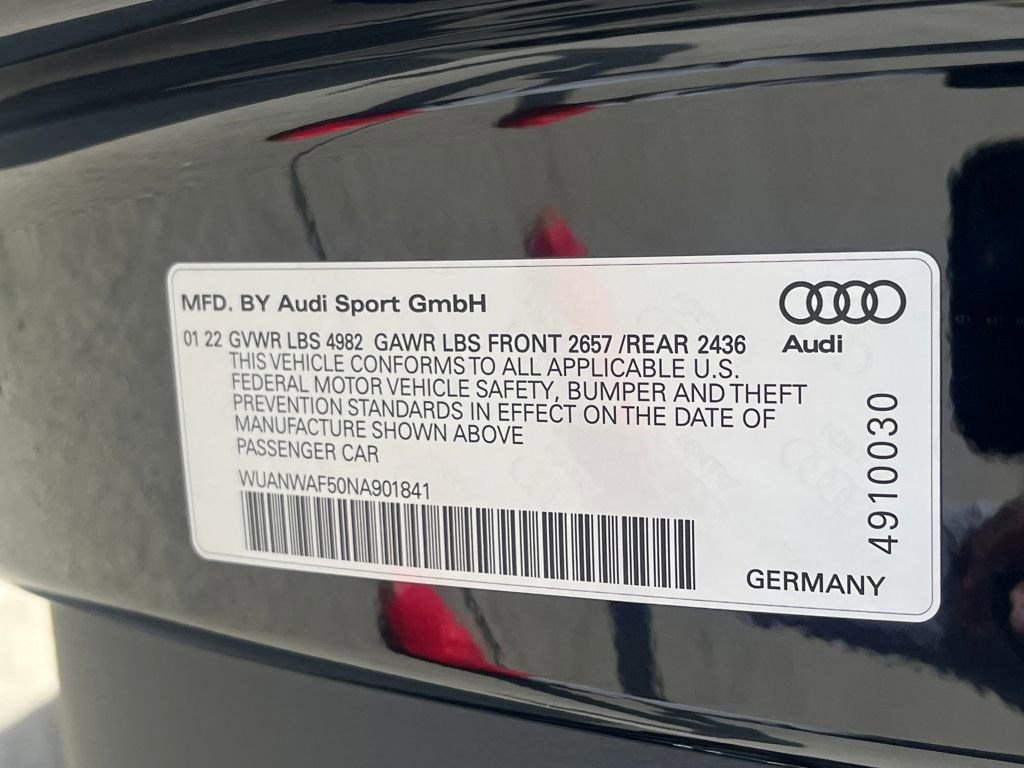 MFD. BY Audi Sport GmbH
01 22 GVWR LBS 4982 GAWR LBS FRONT 2657 /REAR 2436
THIS VEHICLE CONFORMS TO ALL APPLICABLE U.S.
FEDERAL MOTOR VEHICLE SAFETY, BUMPER AND THEFT
PREVENTION STANDARDS IN EFFECT ON THE DATE OF
MANUFACTURE SHOWN ABOVE
PASSENGER CAR
WUANWAF50NA901841
Audi
4910030
GERMANY